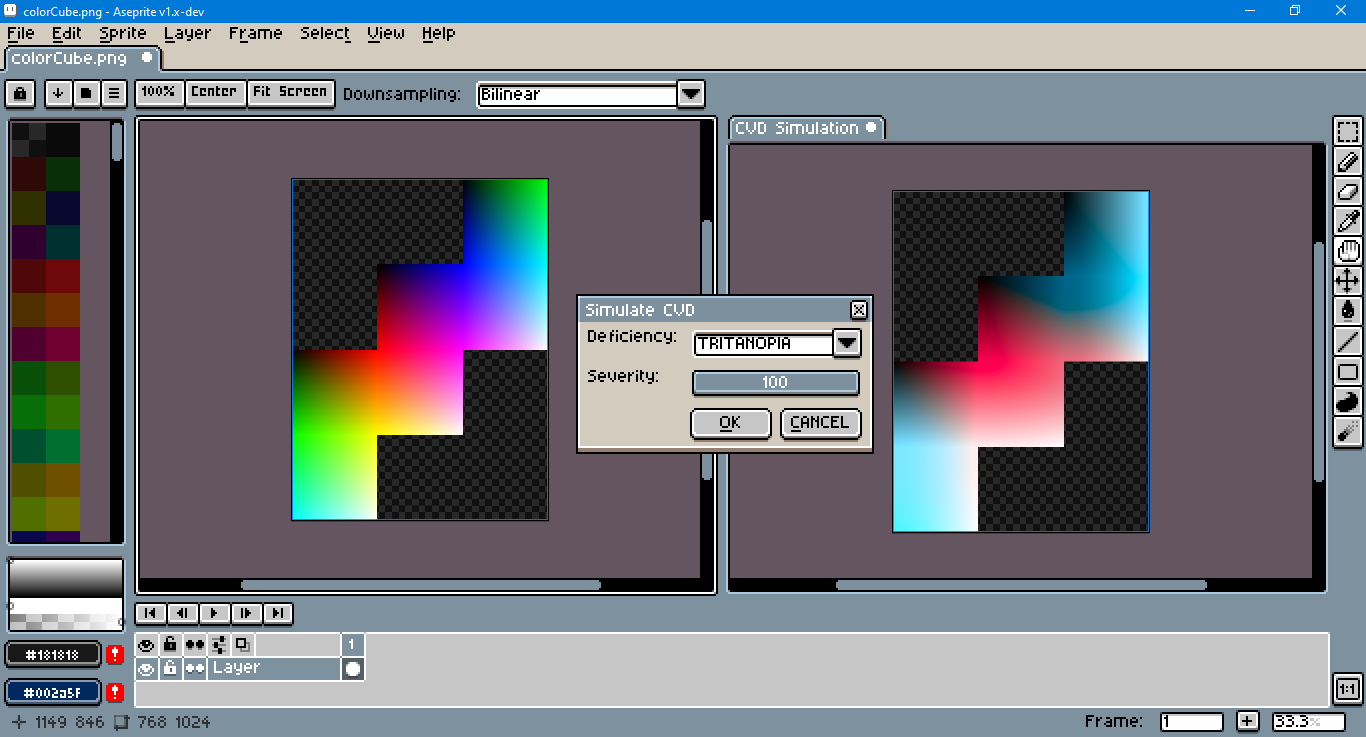 colorCube.png - Aseprite v1.x-dev
File Edit Sprite Layer Frame Select View Help
colorCube.png
100% Center Fit Screen Downsampling: Bilinear
CVD Simulation
Simulate CVD
Deficiency: TRITANOPIA
Severity: 100
OK CANCEL
1
#181818
Layer
#002a5f
1:1
1149 846 768 1024
Frame: 1 + 33.3%